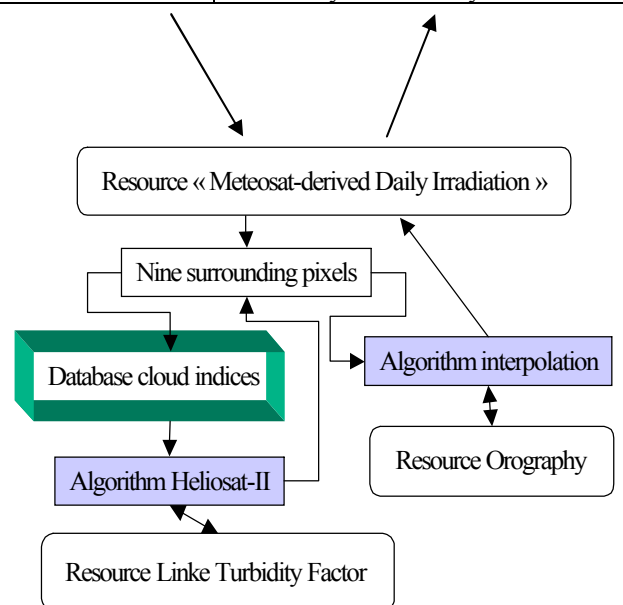 Resource « Meteosat-derived Daily Irradiation »
Nine surrounding pixels
Database cloud indices
Algorithm interpolation
Algorithm Heliosat-II
Resource Orography
Resource Linke Turbidity Factor